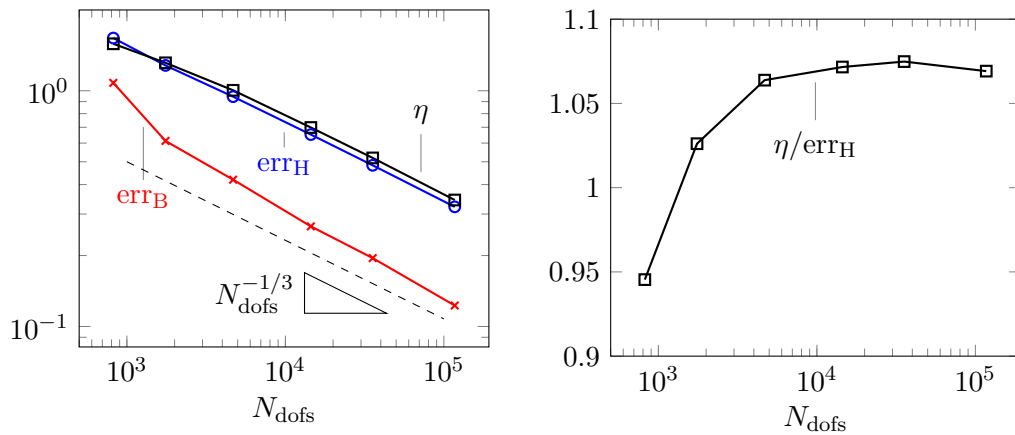 10^0
10^{-1}
η
err_H
err_B
N_dofs^{-1/3}
10^3 10^4 10^5
N_dofs
1.1
1.05
1
0.95
0.9
η/err_H
10^3 10^4 10^5
N_dofs